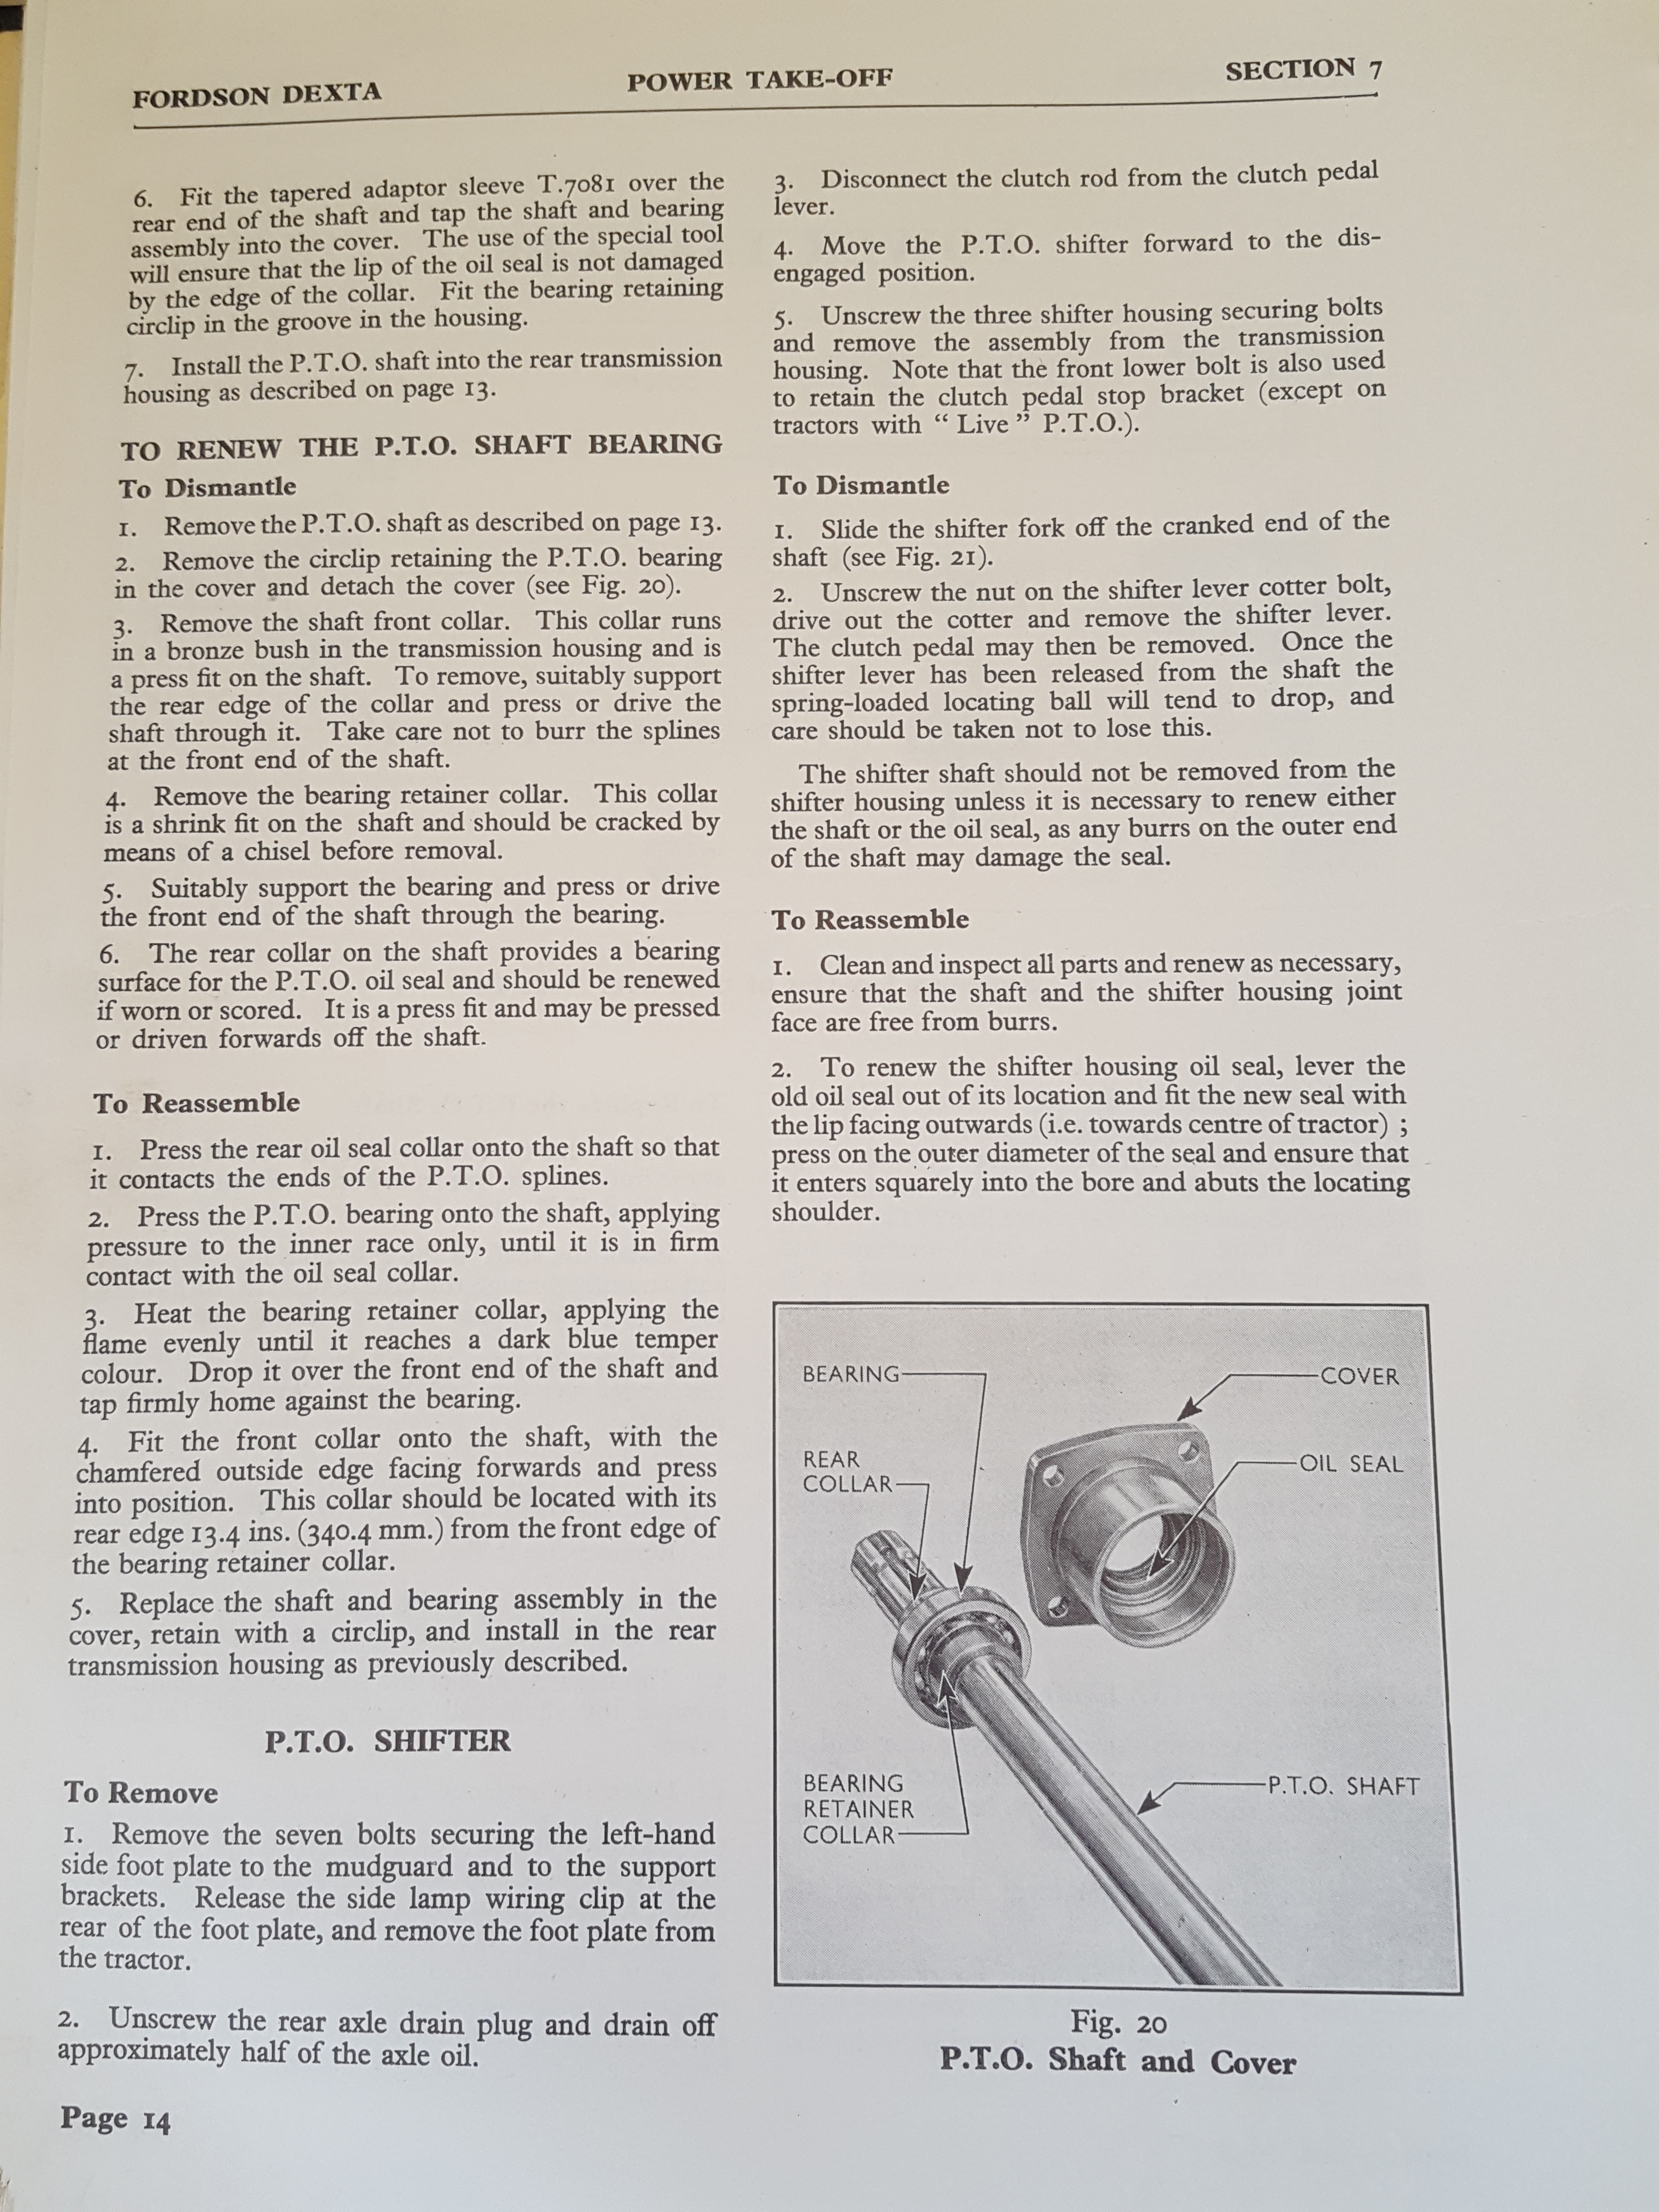 FORDSON DEXTA
POWER TAKE-OFF
SECTION 7
6. Fit the tapered adaptor sleeve T.7081 over the
rear end of the shaft and tap the shaft and bearing
assembly into the cover. The use of the special tool
will ensure that the lip of the oil seal is not damaged
by the edge of the collar. Fit the bearing retaining
circlip in the groove in the housing.
7. Install the P.T.O. shaft into the rear transmission
housing as described on page 13.
TO RENEW THE P.T.O. SHAFT BEARING
To Dismantle
1. Remove the P.T.O. shaft as described on page 13.
2. Remove the circlip retaining the P.T.O. bearing
in the cover and detach the cover (see Fig. 20).
3. Remove the shaft front collar. This collar runs
in a bronze bush in the transmission housing and is
a press fit on the shaft. To remove, suitably support
the rear edge of the collar and press or drive the
shaft through it. Take care not to burr the splines
at the front end of the shaft.
4. Remove the bearing retainer collar. This collar
is a shrink fit on the shaft and should be cracked by
means of a chisel before removal.
5. Suitably support the bearing and press or drive
the front end of the shaft through the bearing.
6. The rear collar on the shaft provides a bearing
surface for the P.T.O. oil seal and should be renewed
if worn or scored. It is a press fit and may be pressed
or driven forwards off the shaft.
To Reassemble
1. Press the rear oil seal collar onto the shaft so that
it contacts the ends of the P.T.O. splines.
2. Press the P.T.O. bearing onto the shaft, applying
pressure to the inner race only, until it is in firm
contact with the oil seal collar.
3. Heat the bearing retainer collar, applying the
flame evenly until it reaches a dark blue temper
colour. Drop it over the front end of the shaft and
tap firmly home against the bearing.
4. Fit the front collar onto the shaft, with the
chamfered outside edge facing forwards and press
into position. This collar should be located with its
rear edge 13.4 ins. (340.4 mm.) from the front edge of
the bearing retainer collar.
5. Replace the shaft and bearing assembly in the
cover, retain with a circlip, and install in the rear
transmission housing as previously described.
P.T.O. SHIFTER
To Remove
1. Remove the seven bolts securing the left-hand
side foot plate to the mudguard and to the support
brackets. Release the side lamp wiring clip at the
rear of the foot plate, and remove the foot plate from
the tractor.
2. Unscrew the rear axle drain plug and drain off
approximately half of the axle oil.
Page 14
3. Disconnect the clutch rod from the clutch pedal
lever.
4. Move the P.T.O. shifter forward to the dis-
engaged position.
5. Unscrew the three shifter housing securing bolts
and remove the assembly from the transmission
housing. Note that the front lower bolt is also used
to retain the clutch pedal stop bracket (except on
tractors with “ Live ” P.T.O.).
To Dismantle
1. Slide the shifter fork off the cranked end of the
shaft (see Fig. 21).
2. Unscrew the nut on the shifter lever cotter bolt,
drive out the cotter and remove the shifter lever.
The clutch pedal may then be removed. Once the
shifter lever has been released from the shaft the
spring-loaded locating ball will tend to drop, and
care should be taken not to lose this.
The shifter shaft should not be removed from the
shifter housing unless it is necessary to renew either
the shaft or the oil seal, as any burrs on the outer end
of the shaft may damage the seal.
To Reassemble
1. Clean and inspect all parts and renew as necessary,
ensure that the shaft and the shifter housing joint
face are free from burrs.
2. To renew the shifter housing oil seal, lever the
old oil seal out of its location and fit the new seal with
the lip facing outwards (i.e. towards centre of tractor) ;
press on the outer diameter of the seal and ensure that
it enters squarely into the bore and abuts the locating
shoulder.
BEARING
COVER
REAR
COLLAR
OIL SEAL
BEARING
RETAINER
COLLAR
P.T.O. SHAFT
Fig. 20
P.T.O. Shaft and Cover